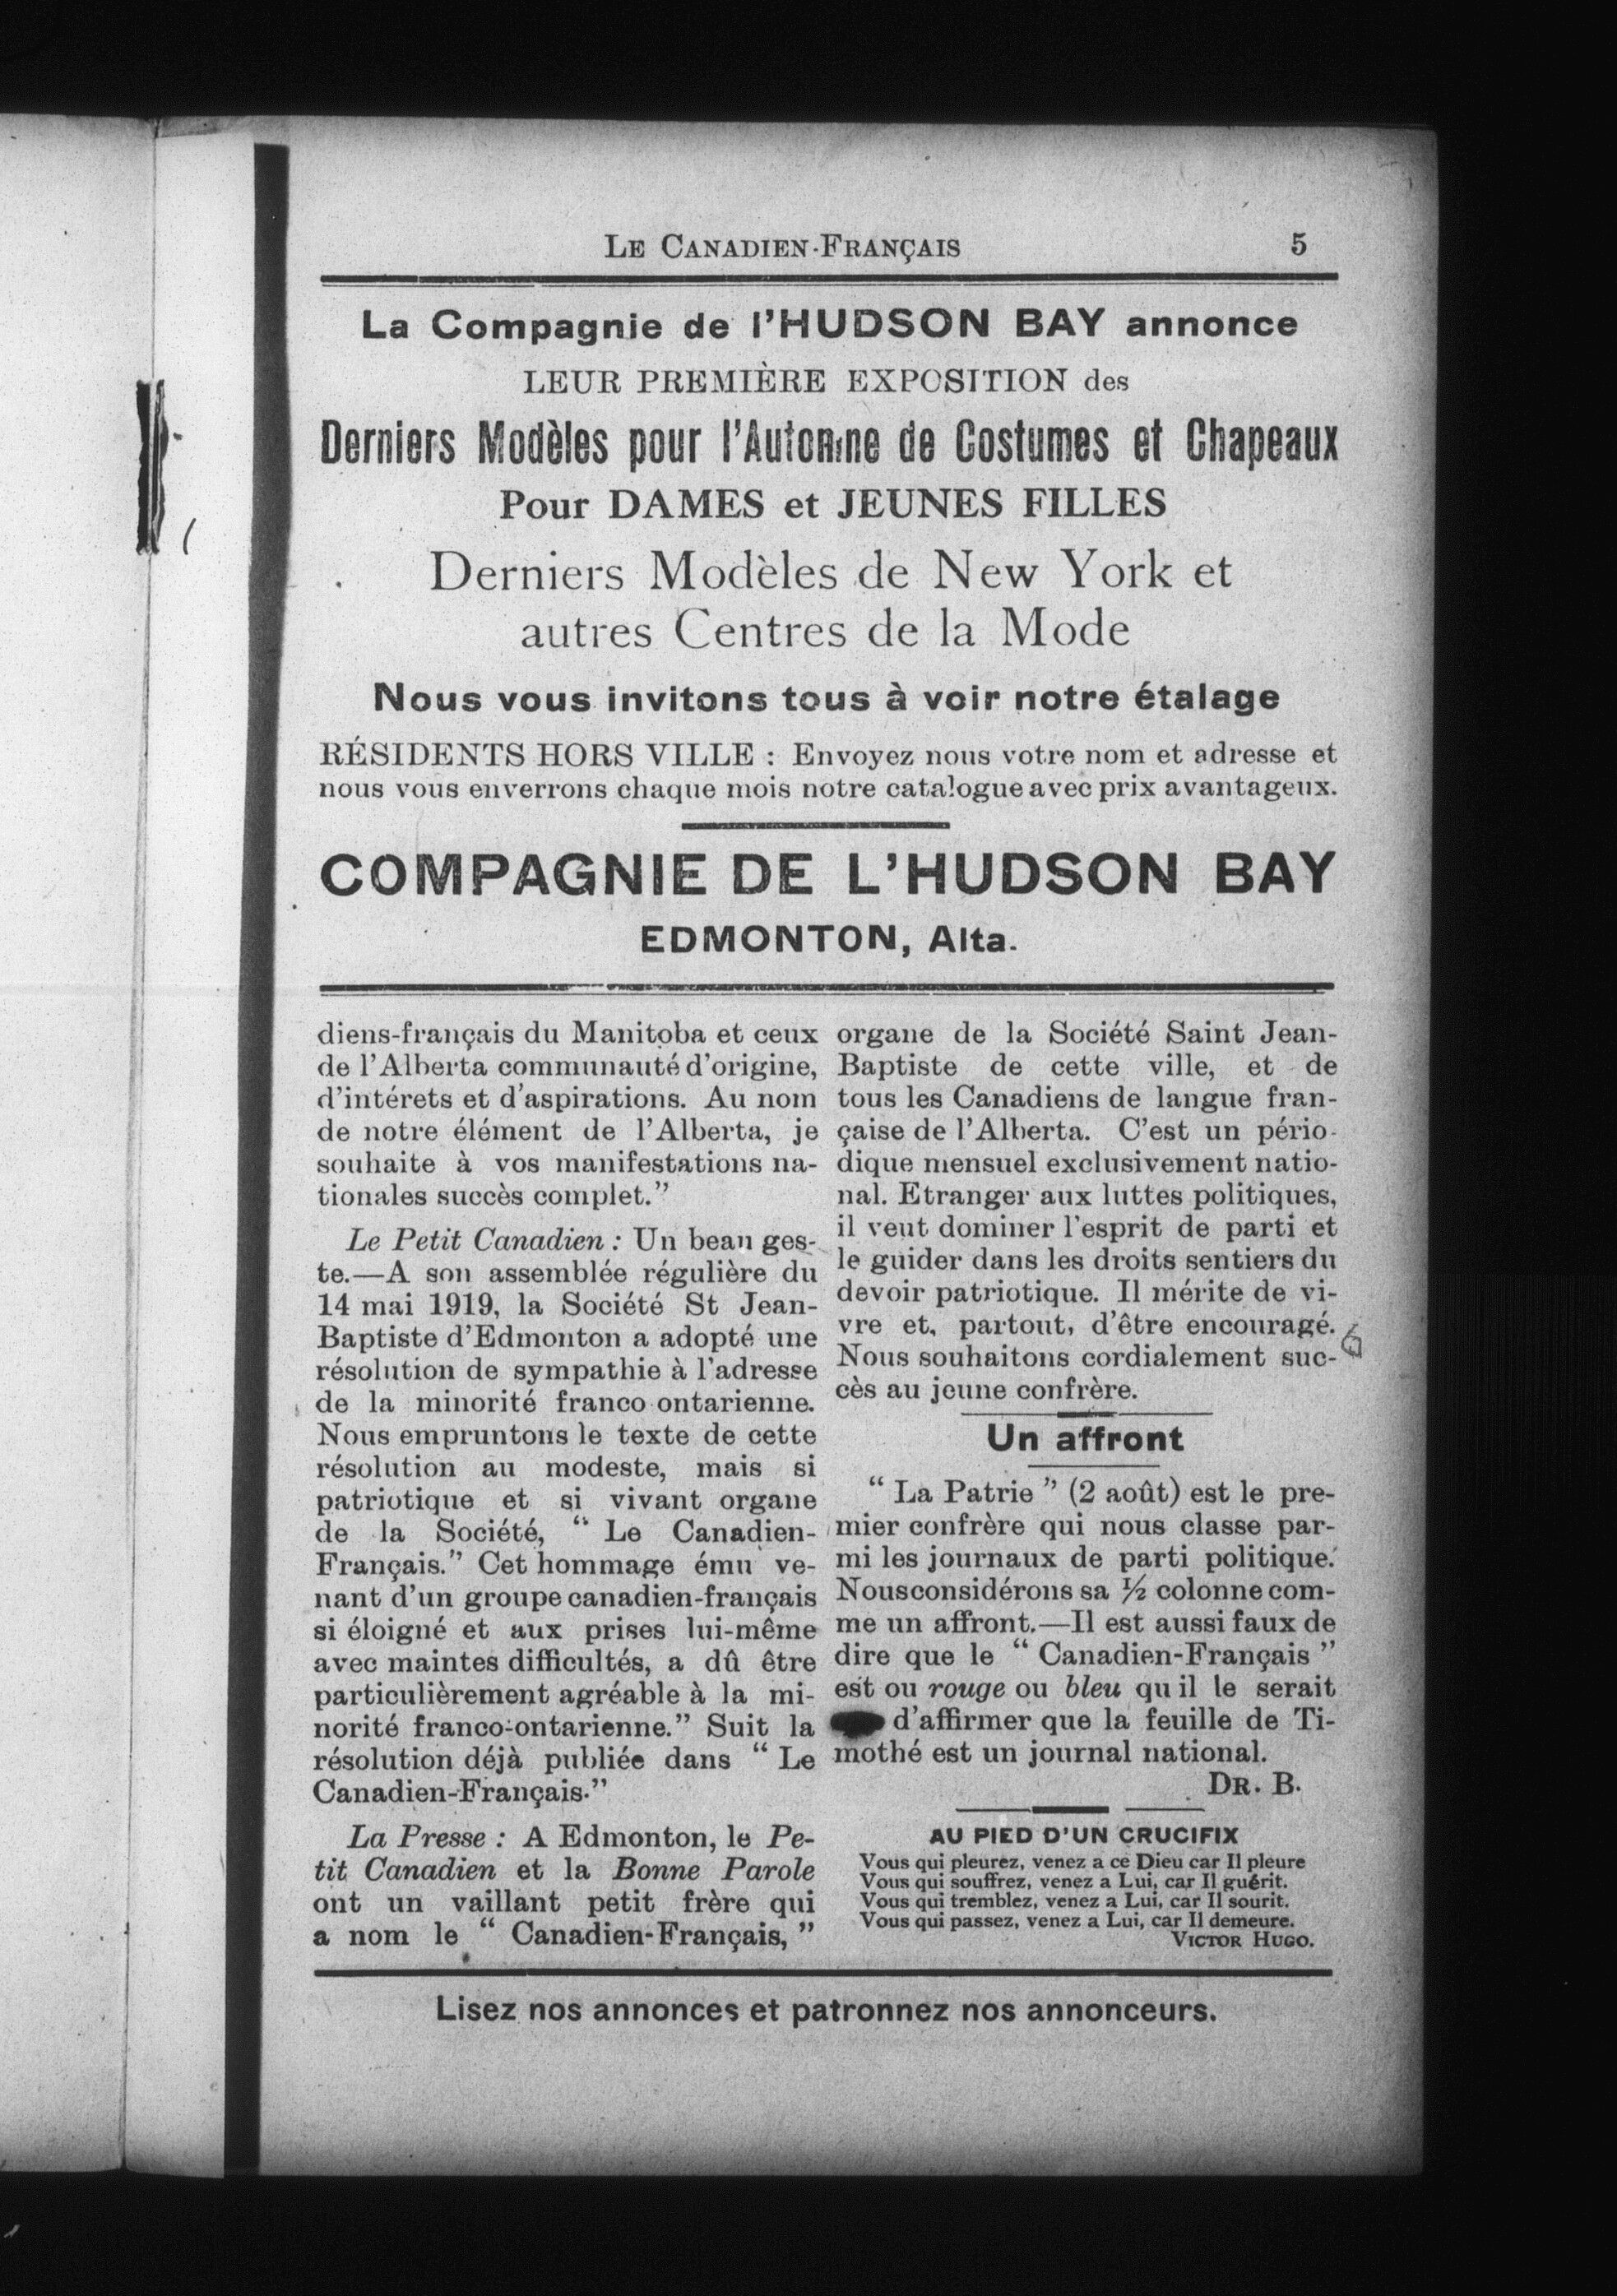 LE CANADIEN-FRANÇAIS 5
La Compagnie de l'HUDSON BAY annonce
LEUR PREMIÈRE EXPOSITION des
Derniers Modèles pour l'Automne de Costumes et Chapeaux
Pour DAMES et JEUNES FILLES
Derniers Modèles de New York et
autres Centres de la Mode
Nous vous invitons tous à voir notre étalage
RÉSIDENTS HORS VILLE : Envoyez nous votre nom et adresse et
nous vous enverrons chaque mois notre catalogue avec prix avantageux.
COMPAGNIE DE L'HUDSON BAY
EDMONTON, Alta.
diens-français du Manitoba et ceux
de l'Alberta communauté d'origine,
d'intérets et d'aspirations. Au nom
de notre élément de l'Alberta, je
souhaite à vos manifestations na-
tionales succès complet."
Le Petit Canadien : Un beau ges-
te.—A son assemblée régulière du
14 mai 1919, la Société St Jean-
Baptiste d'Edmonton a adopté une
résolution de sympathie à l'adresse
de la minorité franco ontarienne.
Nous empruntons le texte de cette
résolution au modeste, mais si
patriotique et si vivant organe
de la Société, " Le Canadien-
Français." Cet hommage ému ve-
nant d'un groupe canadien-français
si éloigné et aux prises lui-même
avec maintes difficultés, a dû être
particulièrement agréable à la mi-
norité franco-ontarienne." Suit la
résolution déjà publiée dans " Le
Canadien-Français."
La Presse : A Edmonton, le Pe-
tit Canadien et la Bonne Parole
ont un vaillant petit frère qui
a nom le " Canadien-Français, "
organe de la Société Saint Jean-
Baptiste de cette ville, et de
tous les Canadiens de langue fran-
çaise de l'Alberta. C'est un pério-
dique mensuel exclusivement natio-
nal. Etranger aux luttes politiques,
il veut dominer l'esprit de parti et
le guider dans les droits sentiers du
devoir patriotique. Il mérite de vi-
vre et, partout, d'être encouragé.
Nous souhaitons cordialement suc-
cès au jeune confrère.
Un affront
" La Patrie " (2 août) est le pre-
mier confrère qui nous classe par-
mi les journaux de parti politique.
Nousconsidérons sa ½ colonne com-
me un affront.—Il est aussi faux de
dire que le " Canadien-Français "
est ou rouge ou bleu qu il le serait
d'affirmer que la feuille de Ti-
mothé est un journal national.
DR. B.
AU PIED D'UN CRUCIFIX
Vous qui pleurez, venez a ce Dieu car Il pleure
Vous qui souffrez, venez a Lui, car Il guérit.
Vous qui tremblez, venez a Lui, car Il sourit.
Vous qui passez, venez a Lui, car Il demeure.
VICTOR HUGO.
Lisez nos annonces et patronnez nos annonceurs.